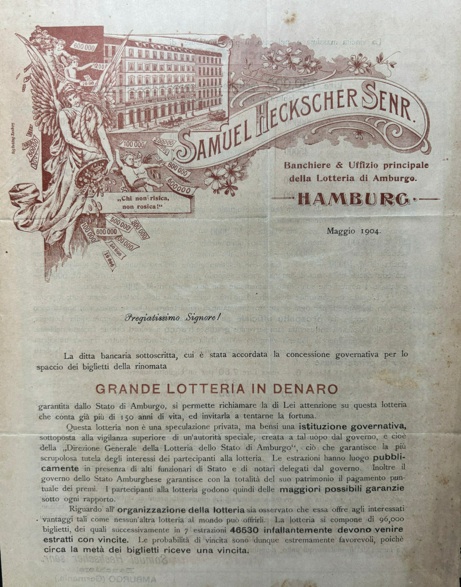 500 000
600 000
SAMUEL HECKSCHER SENR.
Banchiere & Uffizio principale
della Lotteria di Amburgo.
HAMBURG
„Chi non risica,
non rosica!“
Maggio 1904.
Pregiatissimo Signore!
La ditta bancaria sottoscritta, cui è stata accordata la concessione governativa per lo
spaccio dei biglietti della rinomata
GRANDE LOTTERIA IN DENARO
garantita dallo Stato di Amburgo, si permette richiamare la di Lei attenzione su questa lotteria
che conta già più di 150 anni di vita, ed invitarla a tentarne la fortuna.
Questa lotteria non è una speculazione privata, ma bensì una istituzione governativa,
sottoposta alla vigilanza superiore di un'autorità speciale, creata a tal uopo dal governo, e cioè
della „Direzione Generale della Lotteria dello Stato di Amburgo“, ciò che garantisce la più
scrupolosa tutela degli interessi dei partecipanti alla lotteria. Le estrazioni hanno luogo pubbli-
camente in presenza di alti funzionari di Stato e di notari delegati dal governo. Inoltre il
governo dello Stato Amburghese garantisce con la totalità del suo patrimonio il pagamento pun-
tuale dei premi. I partecipanti alla lotteria godono quindi delle maggiori possibili garanzie
sotto ogni rapporto.
Riguardo all'organizzazione della lotteria sia osservato che essa offre agli interessati
vantaggi tali come nessun'altra lotteria al mondo può offrirli. La lotteria si compone di 96,000
biglietti, dei quali successivamente in 7 estrazioni 46530 infallantemente devono venire
estratti con vincite. Le probabilità di vincita sono dunque estremamente favorevoli, poichè
circa la metà dei biglietti riceve una vincita.